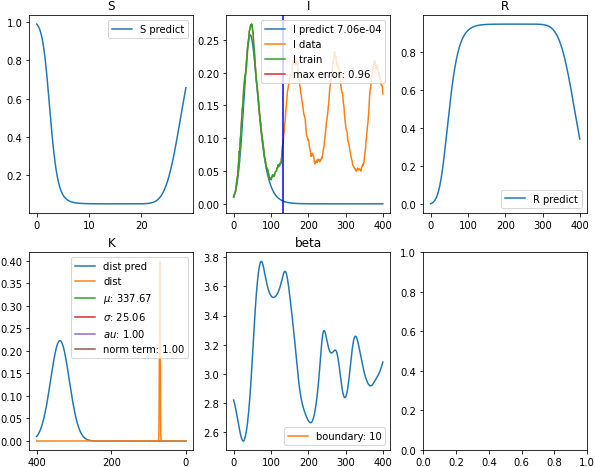 S
I
R
S predict
I predict 7.06e-04
I data
I train
max error: 0.96
R predict
1.0
0.8
0.6
0.4
0.2
0 10 20
0.25
0.20
0.15
0.10
0.05
0.00
0 100 200 300 400
0.8
0.6
0.4
0.2
0.0
0 100 200 300 400
K
beta
dist pred
dist
μ: 337.67
σ: 25.06
au: 1.00
norm term: 1.00
boundary: 10
0.40
0.35
0.30
0.25
0.20
0.15
0.10
0.05
0.00
400 200 0
3.8
3.6
3.4
3.2
3.0
2.8
2.6
0 100 200 300 400
1.0
0.8
0.6
0.4
0.2
0.0
0.0 0.2 0.4 0.6 0.8 1.0